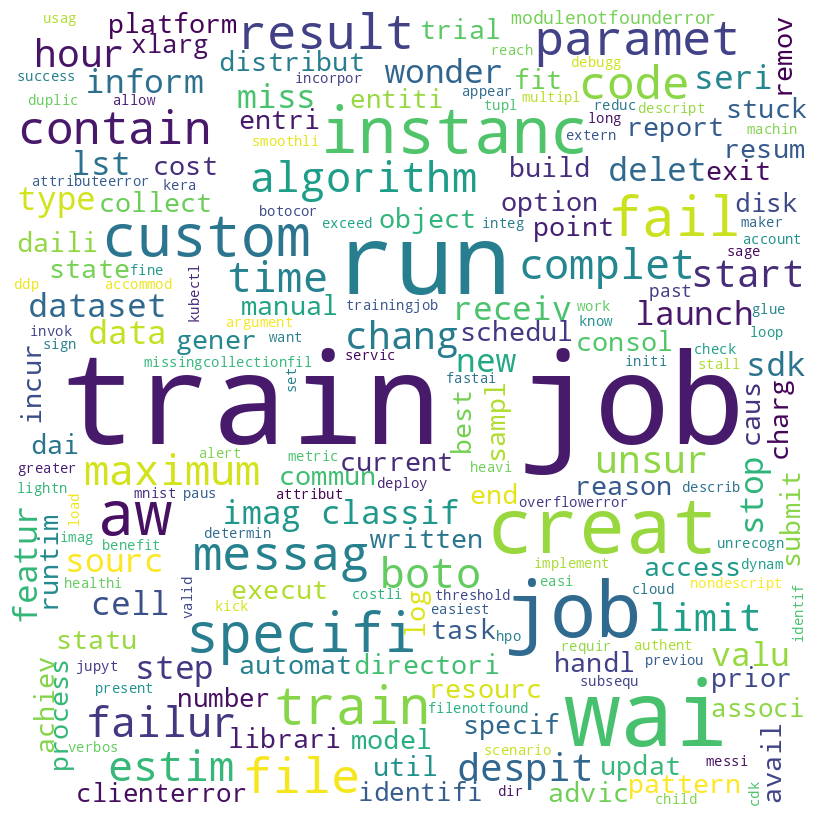 usag
platform
result
trial
modulenotfounderror
paramet
remov
hour
xlarg
distribut
reach
debugg
success
inform
incorpor
wonder
appear
fit
code
seri
duplic
allow
miss
entiti
tupl
multipl
reduc
descript
stuck
contain
entri
instanc
long
machin
smoothli
extern
report
lst
cost
algorithm
build
delet
exit
resum
attributeerror
kera
type
collect
botocor
option
disk
custom
exceed
object
integ
point
fail
maker
account
daili
state
fine
run
complet
sage
start
ddp
accommod
kubectl
time
trainingjob
past
work
glue
dataset
manual
receiv
launch
invok
data
argument
chang
schedul
know
loop
sign
gener
want
consol
check
incur
missingcollectionfil
servic
new
initi
stall
sdk
set
fastai
train job
dai
best
sampl
unsur
caus
charg
greater
alert
metric
current
maximum
commun
heavi
reason
describ
stop
submit
lightn
mnist
paus
attribut
deploy
end
overflowerror
load
aw
imag classif
creat
featur
runtim
imag
benefit
determin
written
unrecogn
sourc
messag
boto
access
dynam
healthi
execut
implement
easi
nondescript
cell
valid
kick
costli
log
threshold
job
cloud
limit
identif
statu
specifi
easiest
task
hpo
requir
authent
previou
valu
achiev
process
jupyt
step
automat
directori
handl
subsequ
prior
present
number
train
resourc
wai
associ
failur
filenotfound
specif
verbos
librari
model
scenario
messi
avail
estim
file
util
despit
updat
pattern
cdk
clienterror
identifi
dir
advic
child